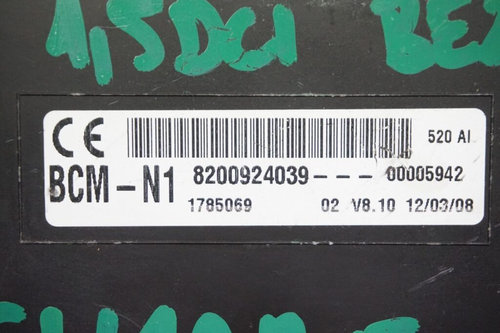 1,5DCI
CE 520 AI
BCM-N1 8200924039--- 00005942
1785069 02 V8.10 12/03/08